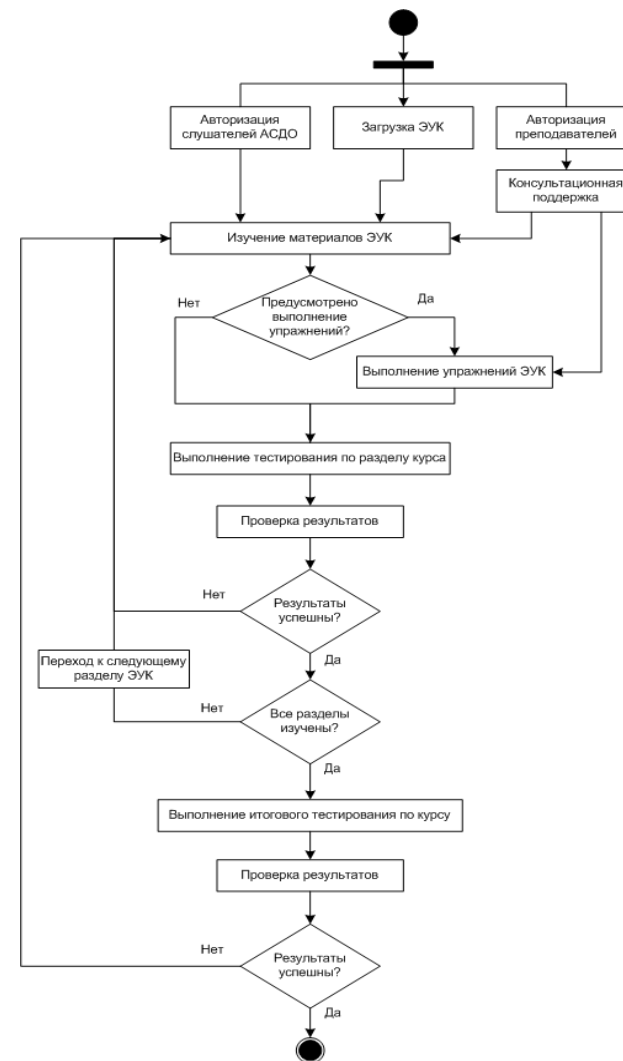 Авторизация
слушателей АСДО
Загрузка ЭУК
Авторизация
преподавателей
Консультационная
поддержка
Изучение материалов ЭУК
Нет
Предусмотрено
выполнение
упражнений?
Да
Выполнение упражнений ЭУК
Выполнение тестирования по разделу курса
Проверка результатов
Нет
Результаты
успешны?
Да
Переход к следующему
разделу ЭУК
Нет
Все разделы
изучены?
Да
Выполнение итогового тестирования по курсу
Проверка результатов
Нет
Результаты
успешны?
Да